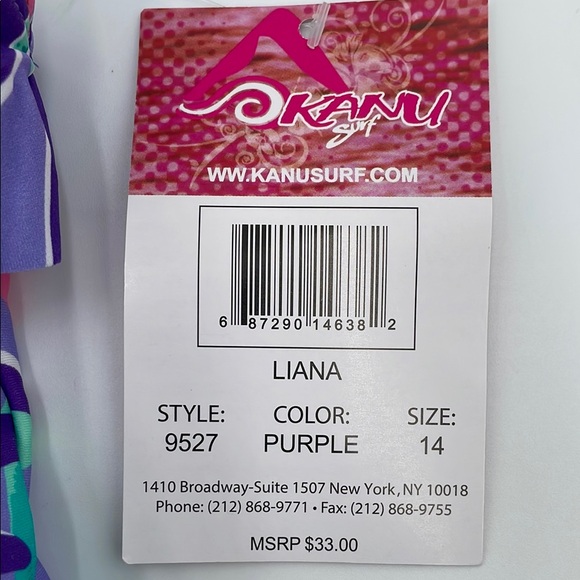 KANU
Surf
WW.KANUSURF.COM
6 87290 14638 2
LIANA
STYLE: COLOR: SIZE:
9527 PURPLE 14
1410 Broadway-Suite 1507 New York, NY 10018
Phone: (212) 868-9771 • Fax: (212) 868-9755
MSRP $33.00